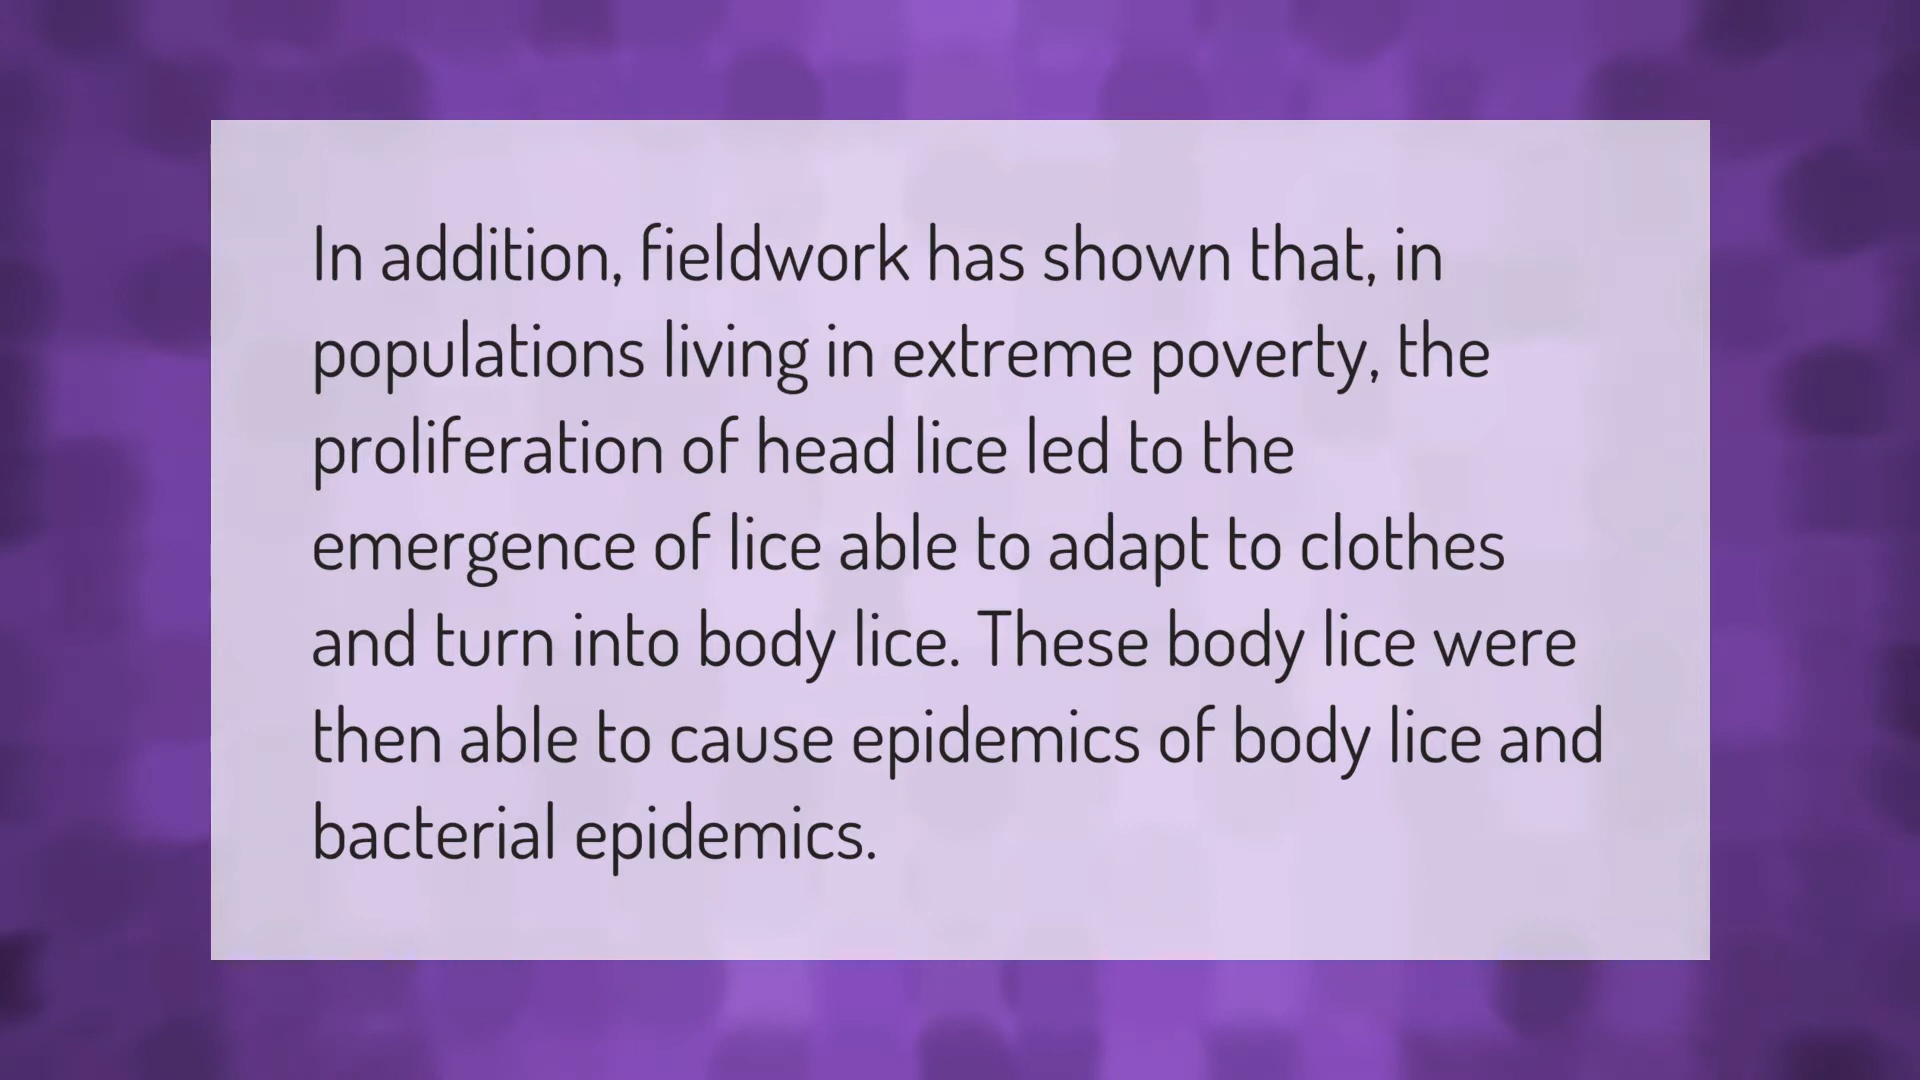 In addition, fieldwork has shown that, in
populations living in extreme poverty, the
proliferation of head lice led to the
emergence of lice able to adapt to clothes
and turn into body lice. These body lice were
then able to cause epidemics of body lice and
bacterial epidemics.